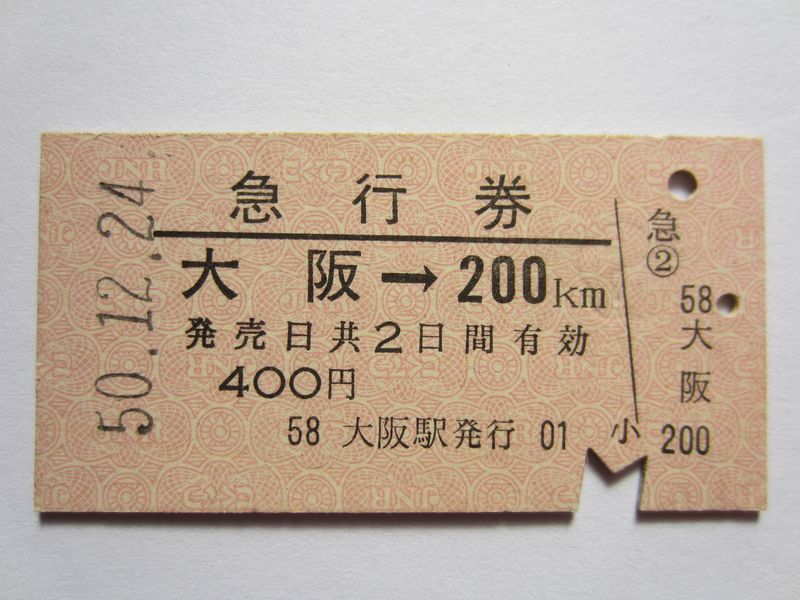 50.12.24
急行券
大阪→200km
発売日共2日間有効
400円
58 大阪駅発行 01
小
急②
58
大阪
200